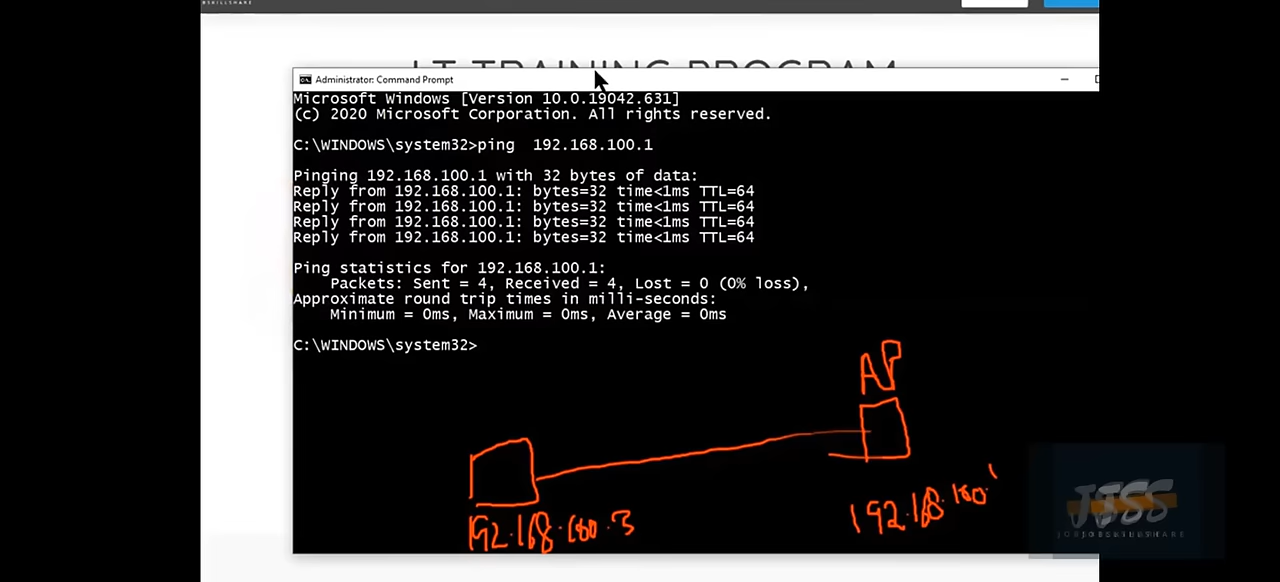 I T TRAINING PROGRAM
Administrator: Command Prompt
Microsoft Windows [Version 10.0.19042.631]
(c) 2020 Microsoft Corporation. All rights reserved.
C:\WINDOWS\system32>ping  192.168.100.1
Pinging 192.168.100.1 with 32 bytes of data:
Reply from 192.168.100.1: bytes=32 time<1ms TTL=64
Reply from 192.168.100.1: bytes=32 time<1ms TTL=64
Reply from 192.168.100.1: bytes=32 time<1ms TTL=64
Reply from 192.168.100.1: bytes=32 time<1ms TTL=64
Ping statistics for 192.168.100.1:
Packets: Sent = 4, Received = 4, Lost = 0 (0% loss),
Approximate round trip times in milli-seconds:
Minimum = 0ms, Maximum = 0ms, Average = 0ms
C:\WINDOWS\system32>
AP
192.168.100.3
192.168.100.1